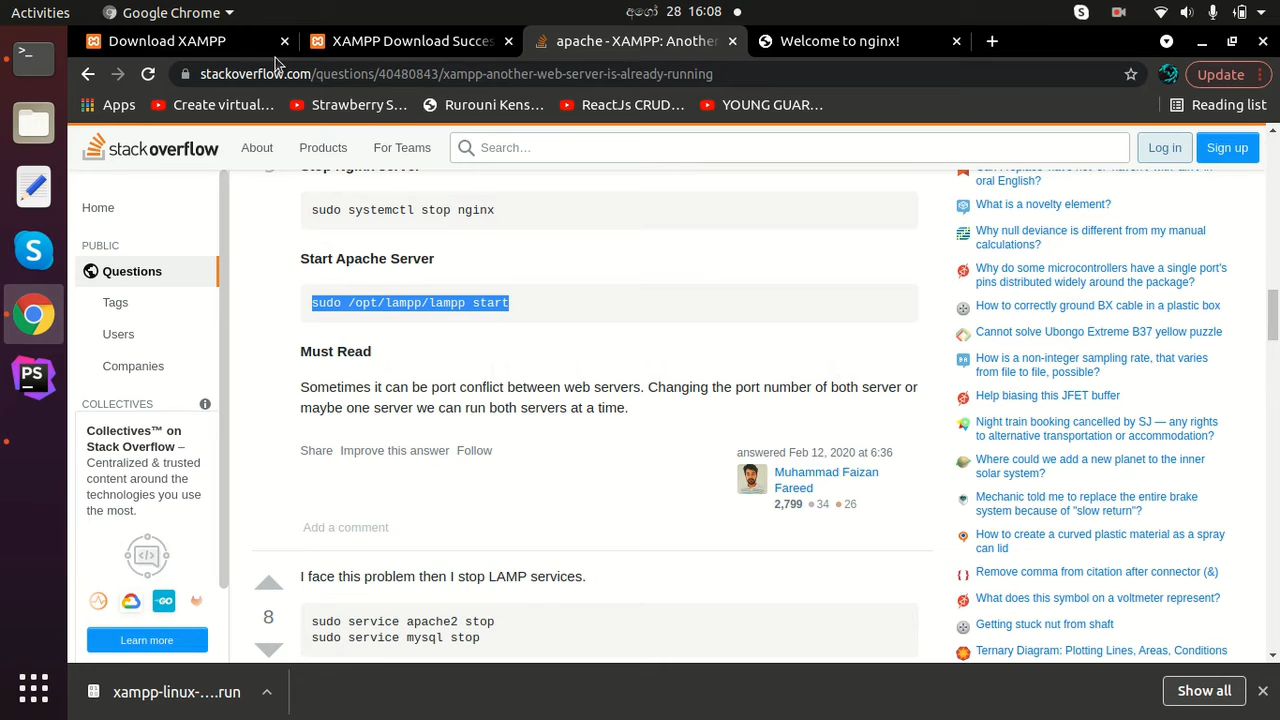 Activities
Google Chrome
අගෝ 28 16:08
Download XAMPP
XAMPP Download Succes
apache - XAMPP: Another
Welcome to nginx!
stackoverflow.com/questions/40480843/xampp-another-web-server-is-already-running
Update
Apps
Create virtual...
Strawberry S...
Rurouni Kens...
ReactJs CRUD...
YOUNG GUAR...
Reading list
stackoverflow
About
Products
For Teams
Search...
Log in
Sign up
Home
PUBLIC
Questions
Tags
Users
Companies
COLLECTIVES
Collectives™ on
Stack Overflow –
Centralized & trusted
content around the
technologies you use
the most.
Learn more
Stop Nginx Server
sudo systemctl stop nginx
Start Apache Server
sudo /opt/lampp/lampp start
Must Read
Sometimes it can be port conflict between web servers. Changing the port number of both server or
maybe one server we can run both servers at a time.
Share Improve this answer Follow
answered Feb 12, 2020 at 6:36
Muhammad Faizan
Fareed
2,799 34 26
Add a comment
8
I face this problem then I stop LAMP services.
sudo service apache2 stop
sudo service mysql stop
oral English?
What is a novelty element?
Why null deviance is different from my manual
calculations?
Why do some microcontrollers have a single port's
pins distributed widely around the package?
How to correctly ground BX cable in a plastic box
Cannot solve Ubongo Extreme B37 yellow puzzle
How is a non-integer sampling rate, that varies
from file to file, possible?
Help biasing this JFET buffer
Night train booking cancelled by SJ — any rights
to alternative transportation or accommodation?
Where could we add a new planet to the inner
solar system?
Mechanic told me to replace the entire brake
system because of "slow return"?
How to create a curved plastic material as a spray
can lid
Remove comma from citation after connector (&)
What does this symbol on a voltmeter represent?
Getting stuck nut from shaft
Ternary Diagram: Plotting Lines, Areas, Conditions
PS
xampp-linux-....run
Show all